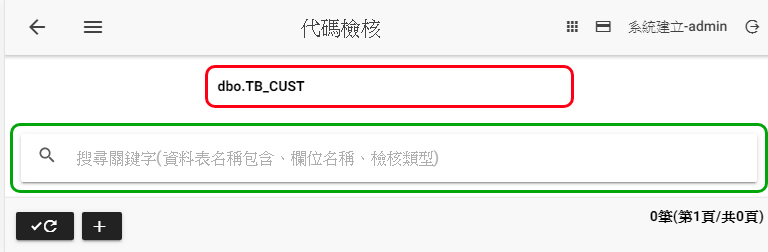 代碼檢核
系統建立-admin
dbo.TB_CUST
搜尋關鍵字(資料表名稱包含、欄位名稱、檢核類型)
0筆(第1頁/共0頁)